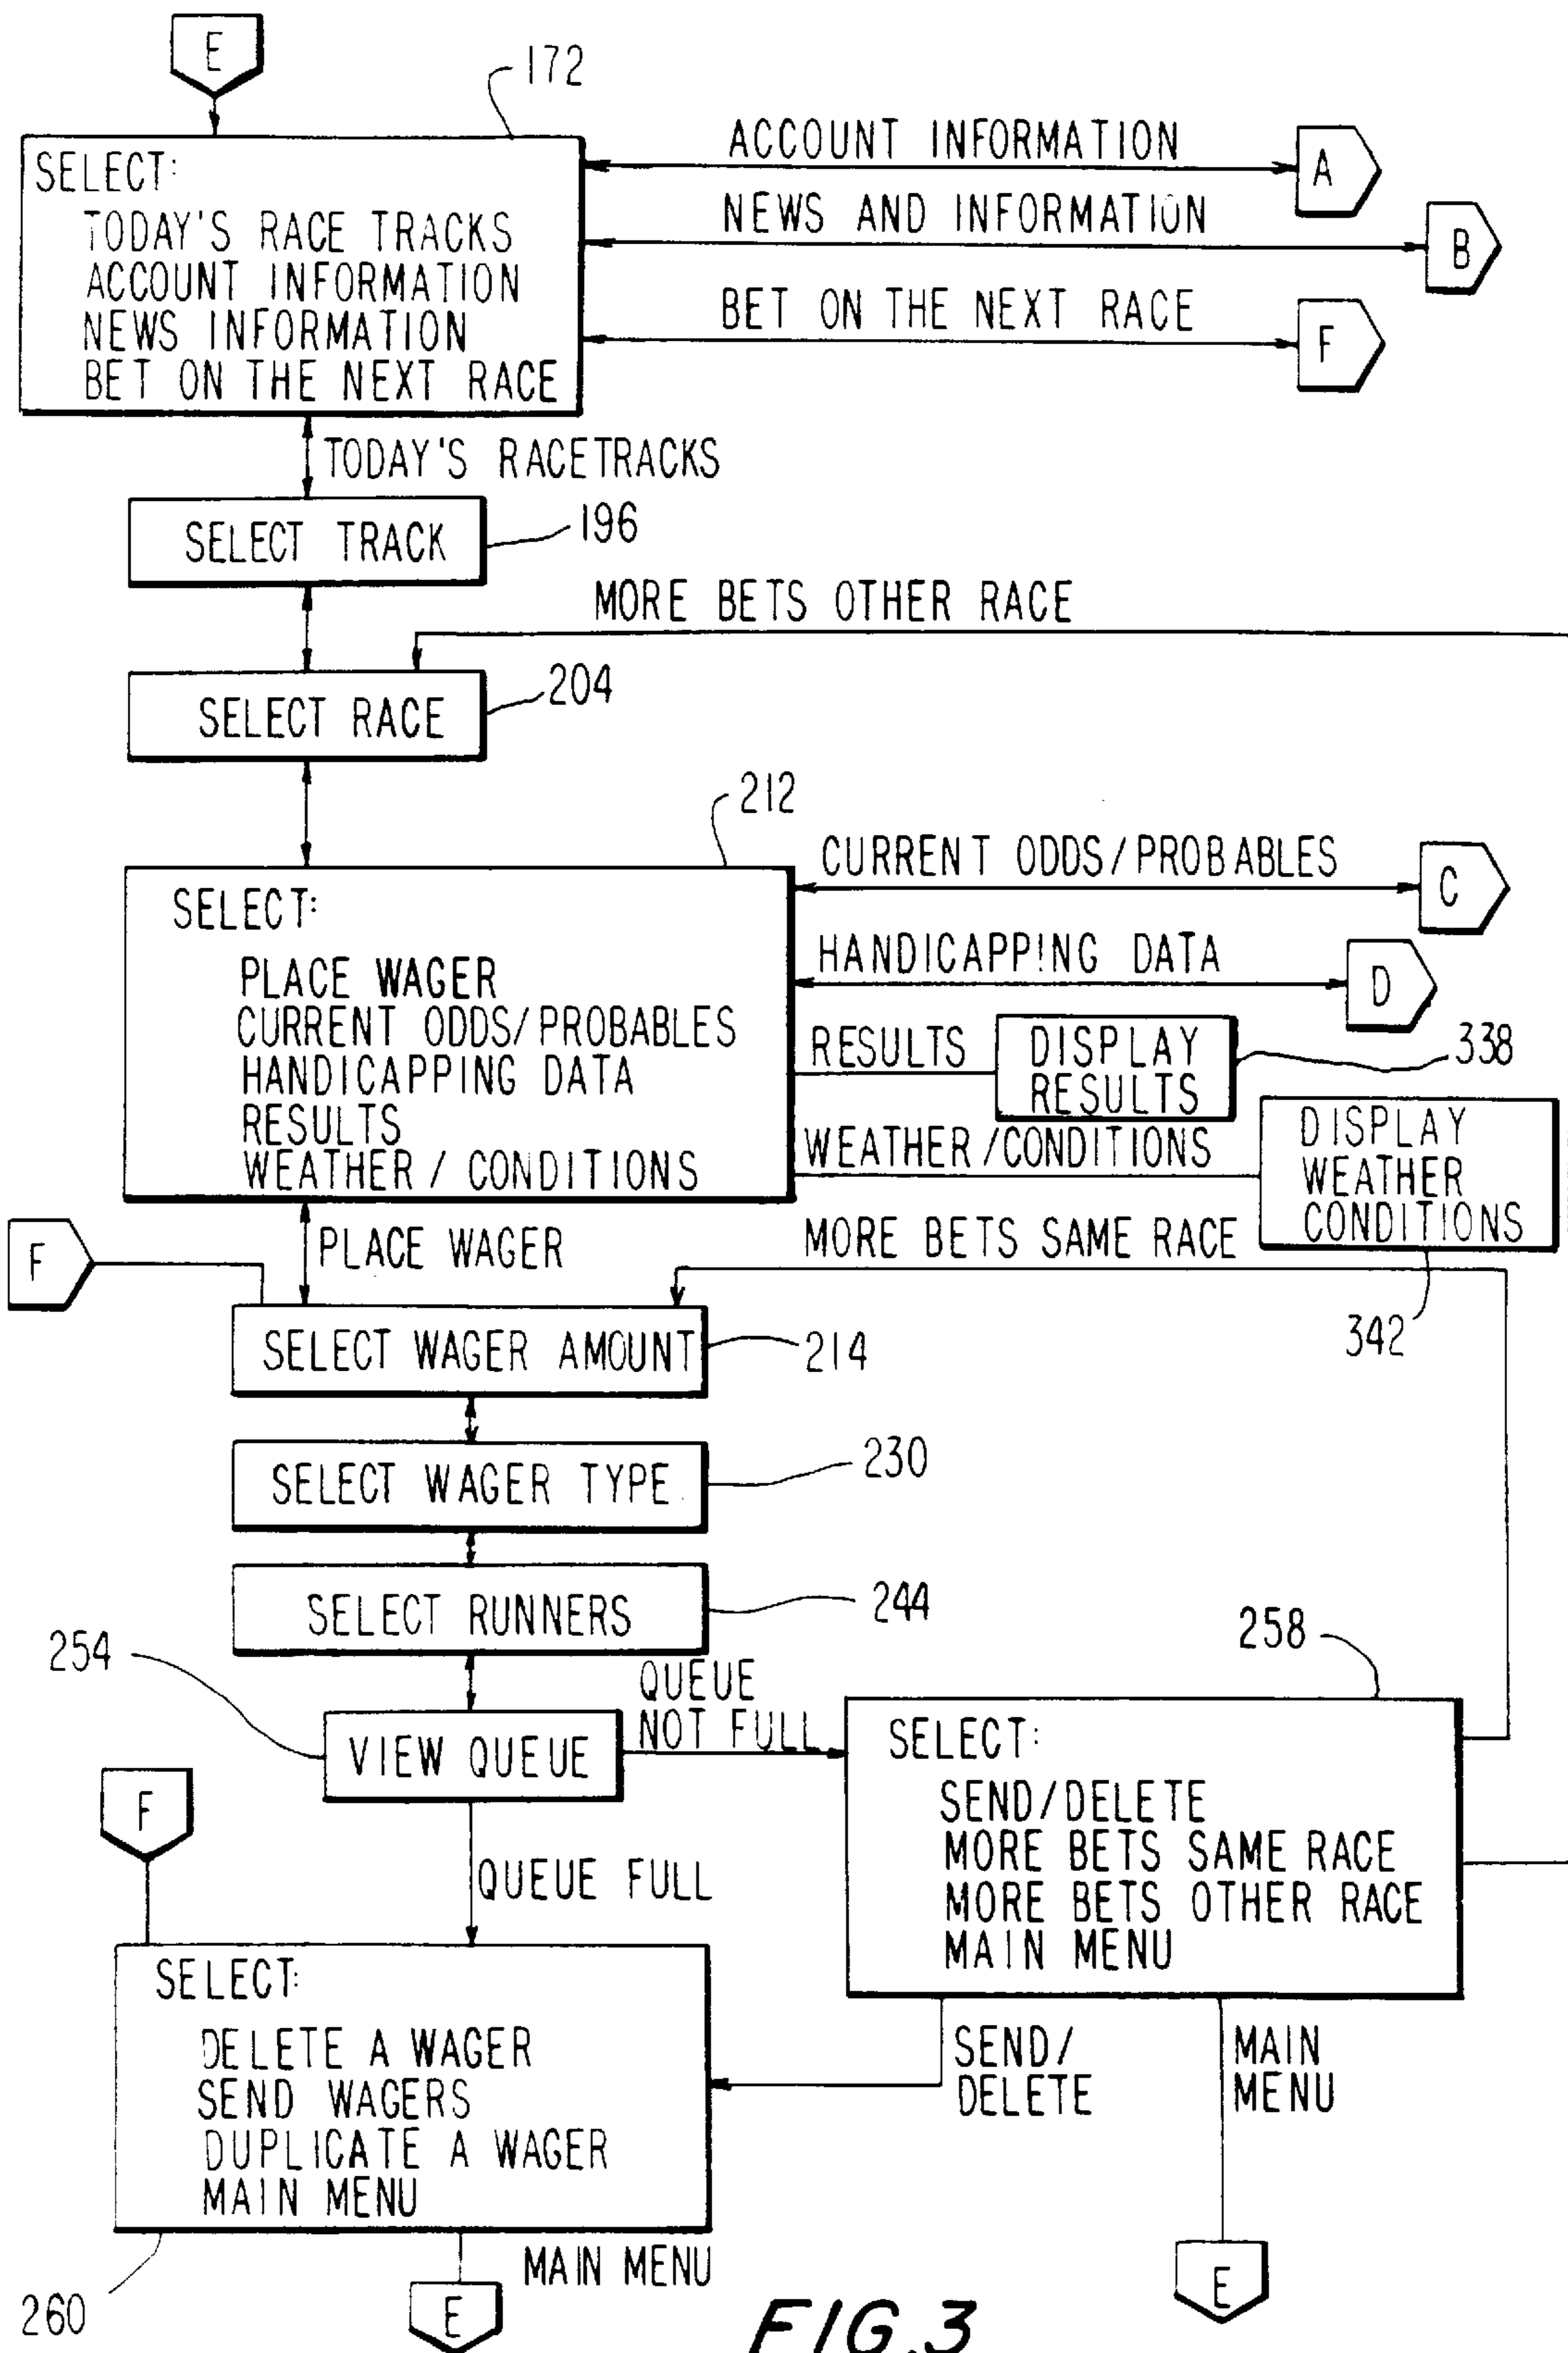 E
172
SELECT:
TODAY'S RACE TRACKS
ACCOUNT INFORMATION
NEWS INFORMATION
BET ON THE NEXT RACE
ACCOUNT INFORMATION
A
NEWS AND INFORMATION
B
BET ON THE NEXT RACE
F
TODAY'S RACETRACKS
SELECT TRACK
196
MORE BETS OTHER RACE
SELECT RACE
204
212
SELECT:
PLACE WAGER
CURRENT ODDS/PROBABLES
HANDICAPPING DATA
RESULTS
WEATHER / CONDITIONS
CURRENT ODDS/PROBABLES
C
HANDICAPPING DATA
D
RESULTS
DISPLAY
RESULTS
338
WEATHER/CONDITIONS
DISPLAY
WEATHER
CONDITIONS
342
F
PLACE WAGER
MORE BETS SAME RACE
SELECT WAGER AMOUNT
214
SELECT WAGER TYPE
230
SELECT RUNNERS
244
254
VIEW QUEUE
QUEUE
NOT FULL
258
SELECT:
SEND/DELETE
MORE BETS SAME RACE
MORE BETS OTHER RACE
MAIN MENU
F
QUEUE FULL
SELECT:
DELETE A WAGER
SEND WAGERS
DUPLICATE A WAGER
MAIN MENU
SEND/
DELETE
MAIN
MENU
260
MAIN MENU
E
E
FIG.3